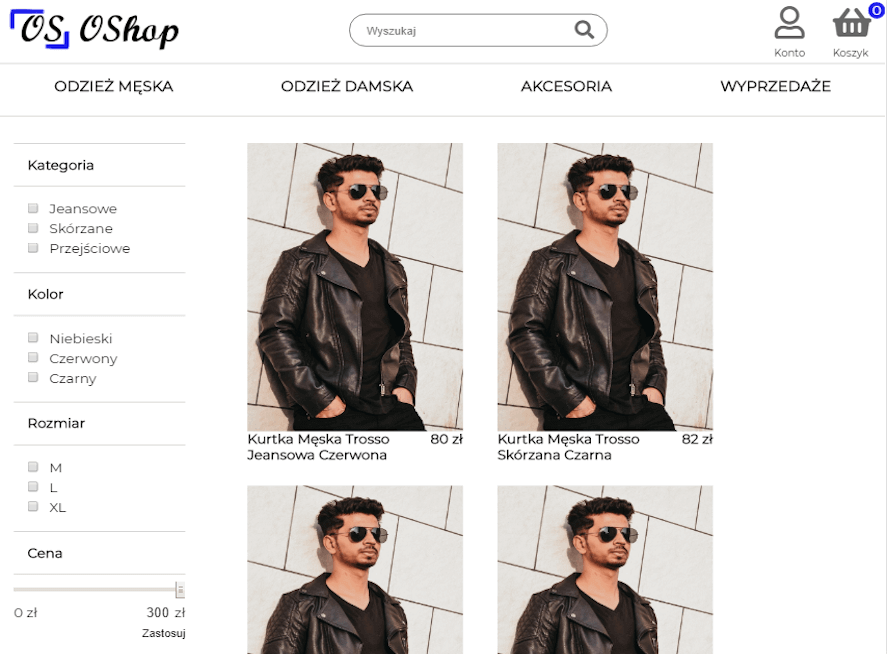 OS OShop
Wyszukaj
0
Konto
Koszyk
ODZIEŻ MĘSKA
ODZIEŻ DAMSKA
AKCESORIA
WYPRZEDAŻE
Kategoria
Jeansowe
Skórzane
Przejściowe
Kolor
Niebieski
Czerwony
Czarny
Rozmiar
M
L
XL
Cena
0 zł
300 zł
Zastosuj
Kurtka Męska Trosso 80 zł
Jeansowa Czerwona
Kurtka Męska Trosso 82 zł
Skórzana Czarna